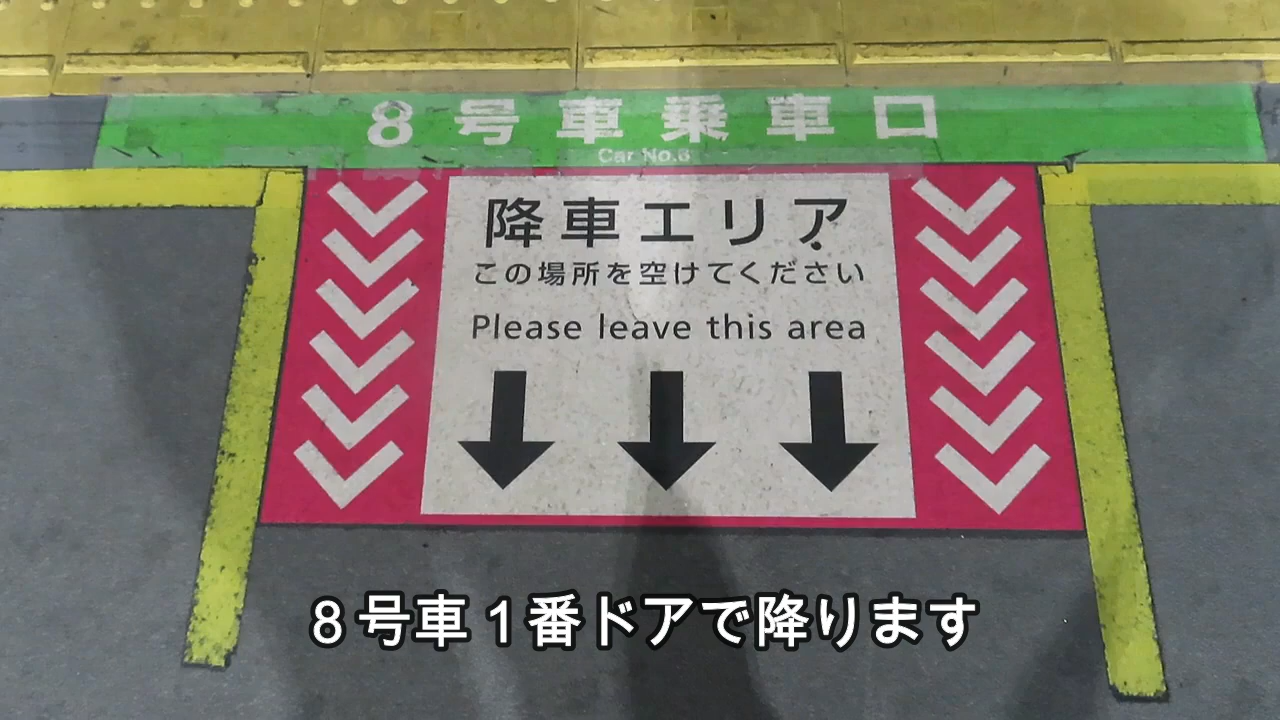 8号車乗車口
Car No.8
降車エリア
この場所を空けてください
Please leave this area
８号車１番ドアで降ります